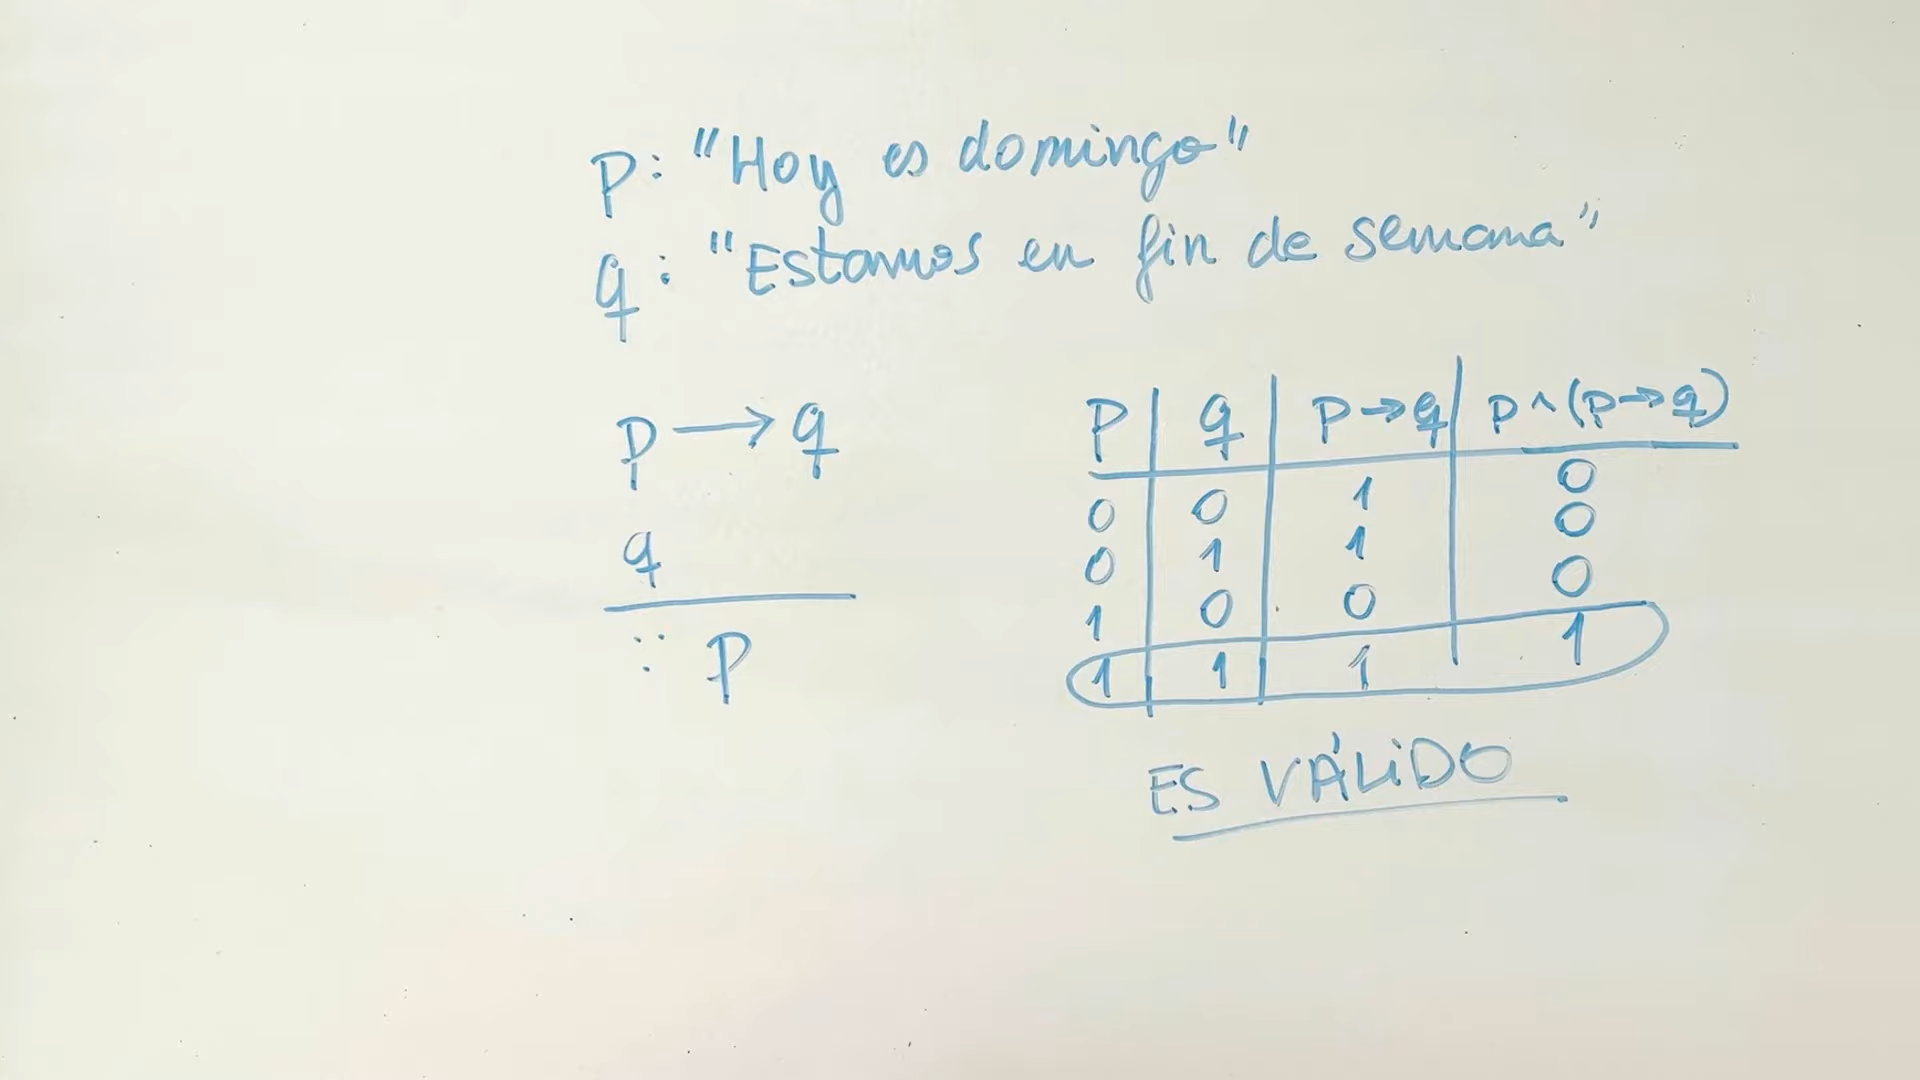 p: "Hoy es domingo"
q: "Estamos en fin de semana"
p → q
q
∴ p
p | q | p → q | p ∧ (p → q)
0 | 0 | 1 | 0
0 | 1 | 1 | 0
1 | 0 | 0 | 0
1 | 1 | 1 | 1
ES VÁLIDO